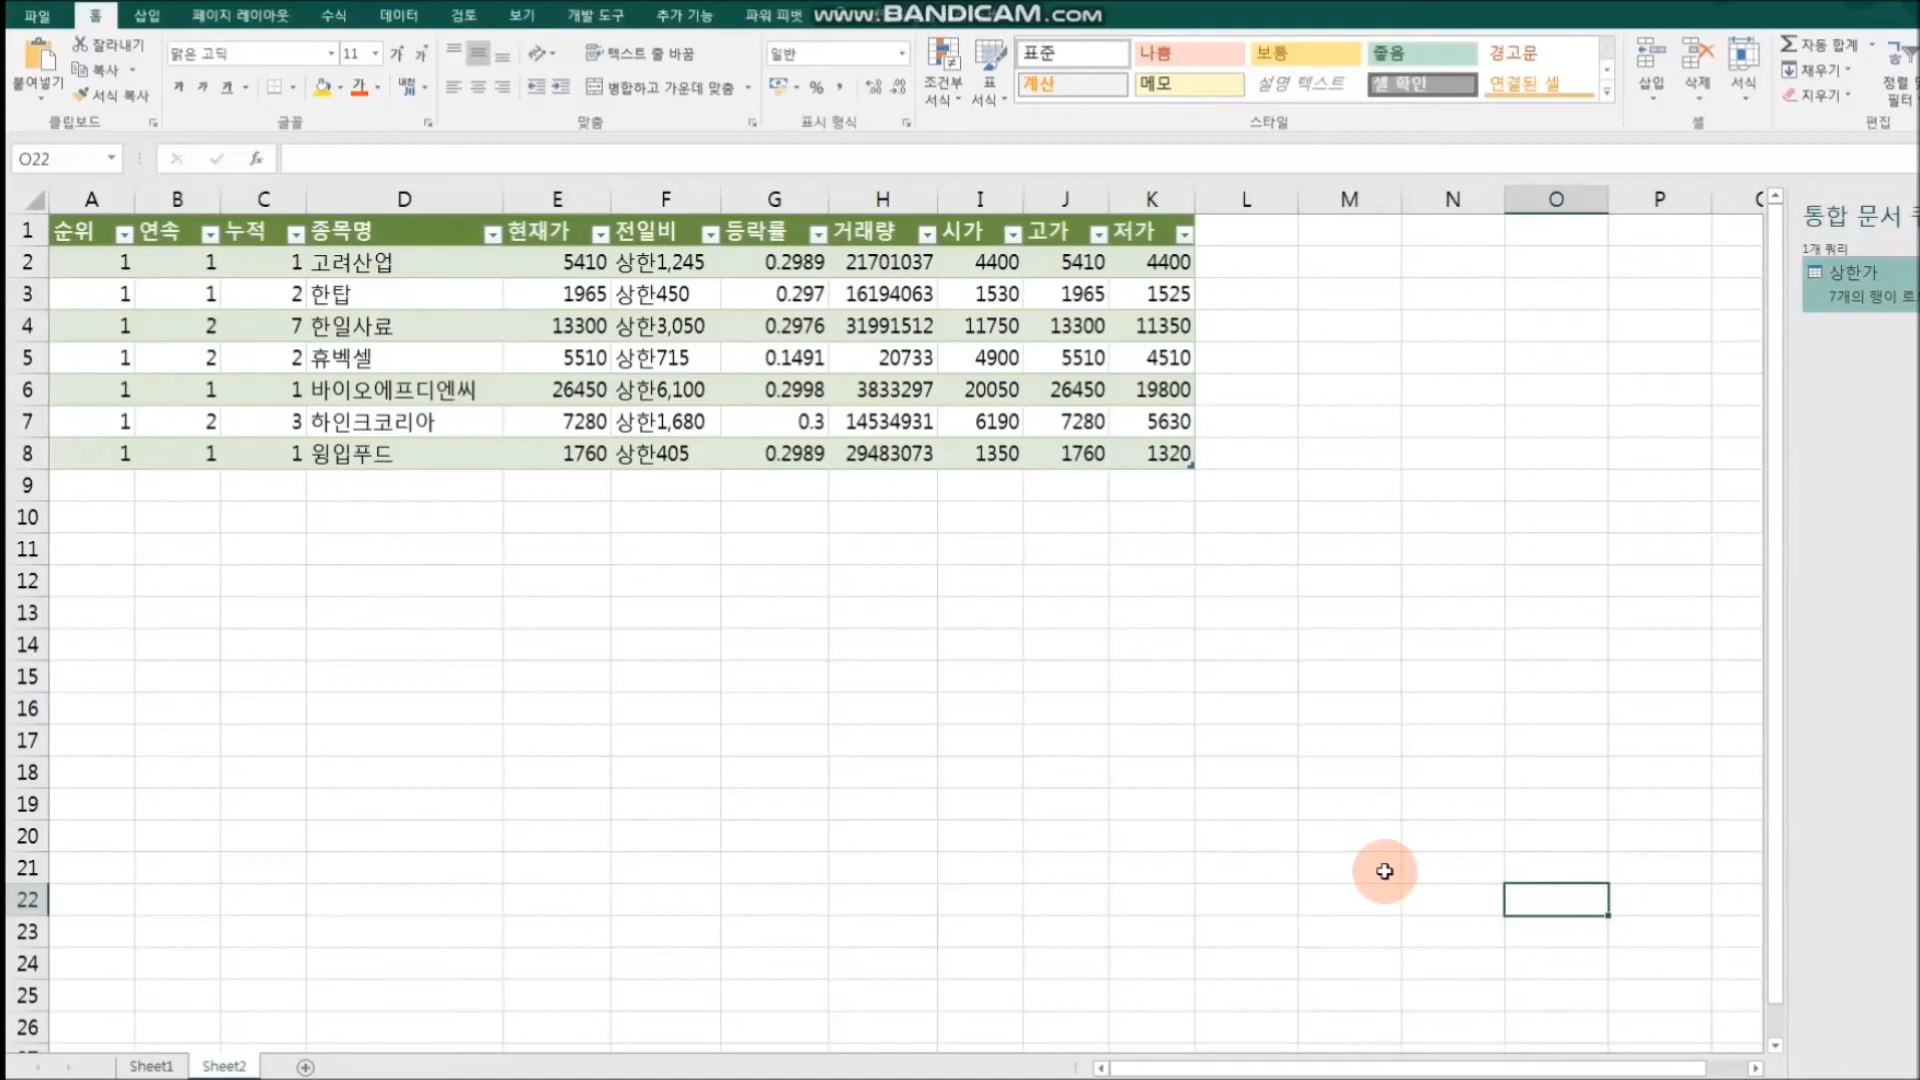 파일 홈 삽입 페이지 레이아웃 수식 데이터 검토 보기 개발 도구 추가 기능 파워 피벗 www.BANDICAM.com
붙여넣기 잘라내기 복사 서식 복사 클립보드
맑은 고딕 11 가 가 가 가 가 가 내천 글꼴
텍스트 줄 바꿈
병합하고 가운데 맞춤
맞춤
일반
% ,
표시 형식
조건부 서식 표 서식
표준 나쁨 보통 좋음 경고문
계산 메모 설명 텍스트 셀 확인 연결된 셀
스타일
삽입 삭제 서식
셀
자동 합계
채우기
지우기
정렬
필터
편집
O22 fx
A B C D E F G H I J K L M N O P
1 순위 연속 누적 종목명 현재가 전일비 등락률 거래량 시가 고가 저가
2 1 1 1 고려산업 5410 상한1,245 0.2989 21701037 4400 5410 4400
3 1 1 2 한탑 1965 상한450 0.297 16194063 1530 1965 1525
4 1 2 7 한일사료 13300 상한3,050 0.2976 31991512 11750 13300 11350
5 1 2 2 휴벡셀 5510 상한715 0.1491 20733 4900 5510 4510
6 1 1 1 바이오에프디엔씨 26450 상한6,100 0.2998 3833297 20050 26450 19800
7 1 2 3 하인크코리아 7280 상한1,680 0.3 14534931 6190 7280 5630
8 1 1 1 윙입푸드 1760 상한405 0.2989 29483073 1350 1760 1320
9
10
11
12
13
14
15
16
17
18
19
20
21
22
23
24
25
26
통합 문서
1개 쿼리
상한가
7개의 행이
Sheet1 Sheet2